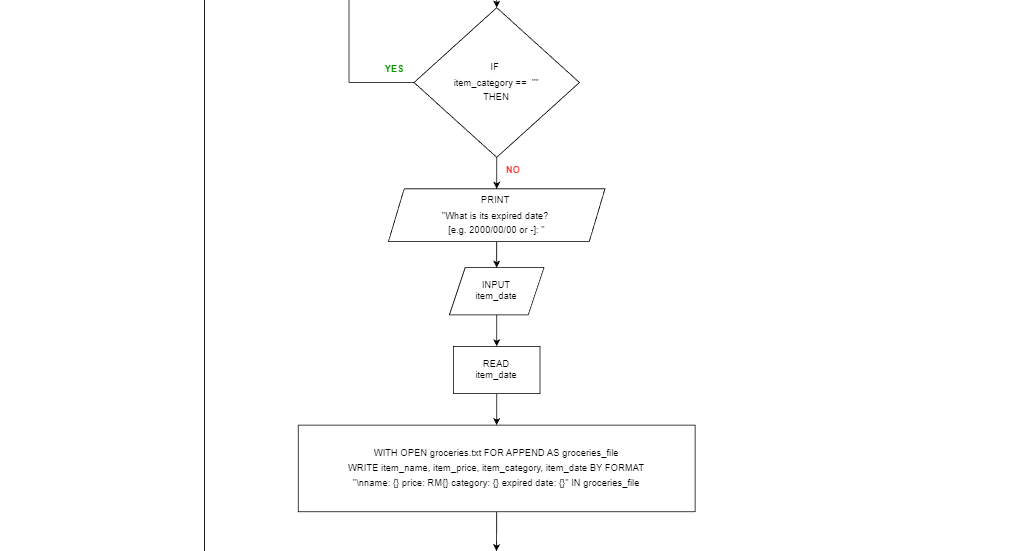 IF
YES
item_category == ""
THEN
NO
PRINT
"What is its expired date?
[e.g. 2000/00/00 or -]: "
INPUT
item_date
READ
item_date
WITH OPEN groceries.txt FOR APPEND AS groceries_file
WRITE item_name, item_price, item_category, item_date BY FORMAT
"\nname: {} price: RM{} category: {} expired date: {}" IN groceries_file